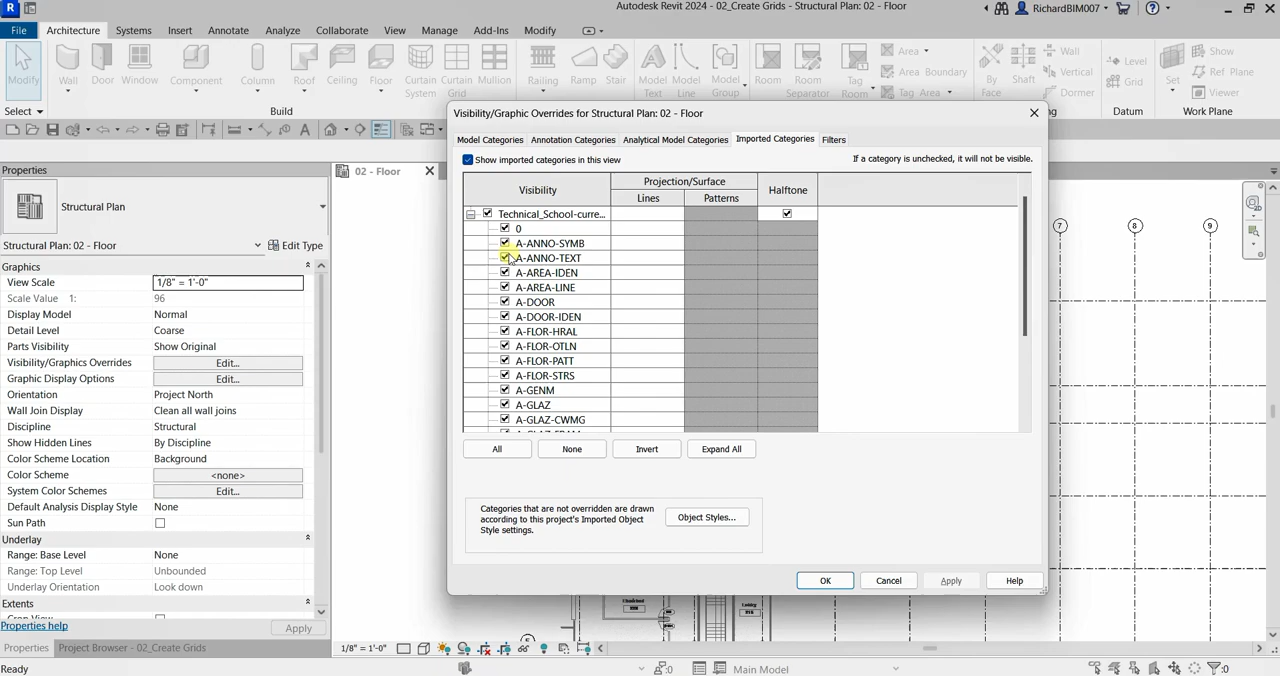 Autodesk Revit 2024 - 02_Create Grids - Structural Plan: 02 - Floor
RichardBIM007
File Architecture Systems Insert Annotate Analyze Collaborate View Manage Add-Ins Modify
Modify Wall Door Window Component Column Roof Ceiling Floor Curtain System Curtain Grid Mullion Railing Ramp Stair Model Text Model Line Model Group Room Room Separator Tag Room Area Area Boundary Tag Area By Face Shaft Wall Vertical Dormer Level Grid Set Show Ref Plane Viewer
Select Build Datum Work Plane
Properties
02 - Floor
Structural Plan
Structural Plan: 02 - Floor Edit Type
Graphics
View Scale 1/8" = 1'-0"
Scale Value 1: 96
Display Model Normal
Detail Level Coarse
Parts Visibility Show Original
Visibility/Graphics Overrides Edit...
Graphic Display Options Edit...
Orientation Project North
Wall Join Display Clean all wall joins
Discipline Structural
Show Hidden Lines By Discipline
Color Scheme Location Background
Color Scheme <none>
System Color Schemes Edit...
Default Analysis Display Style None
Sun Path
Underlay
Range: Base Level None
Range: Top Level Unbounded
Underlay Orientation Look down
Extents
Properties help Apply
Properties Project Browser - 02_Create Grids
Ready
Visibility/Graphic Overrides for Structural Plan: 02 - Floor
Model Categories Annotation Categories Analytical Model Categories Imported Categories Filters
Show imported categories in this view If a category is unchecked, it will not be visible.
Visibility Projection/Surface Halftone
Lines Patterns
Technical_School-curre...
0
A-ANNO-SYMB
A-ANNO-TEXT
A-AREA-IDEN
A-AREA-LINE
A-DOOR
A-DOOR-IDEN
A-FLOR-HRAL
A-FLOR-OTLN
A-FLOR-PATT
A-FLOR-STRS
A-GENM
A-GLAZ
A-GLAZ-CWMG
All None Invert Expand All
Categories that are not overridden are drawn
according to this project's Imported Object
Style settings.
Object Styles...
OK Cancel Apply Help
7 8 9
1/8" = 1'-0"
:0 Main Model :0